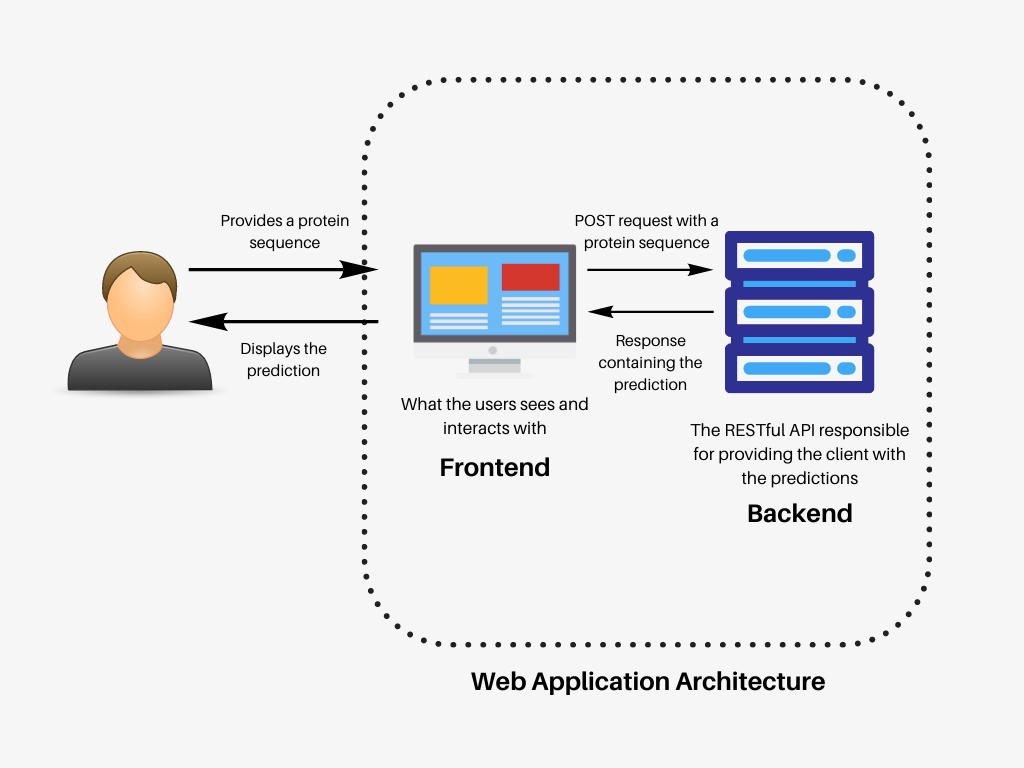 Provides a protein
sequence
Displays the
prediction
POST request with a
protein sequence
Response
containing the
prediction
What the users sees and
interacts with
Frontend
The RESTful API responsible
for providing the client with
the predictions
Backend
Web Application Architecture